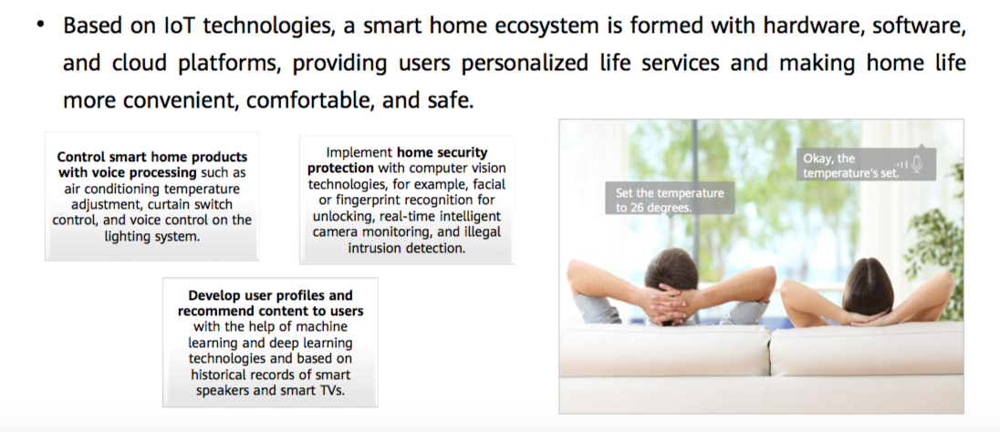 • Based on IoT technologies, a smart home ecosystem is formed with hardware, software,
and cloud platforms, providing users personalized life services and making home life
more convenient, comfortable, and safe.
Control smart home products
with voice processing such as
air conditioning temperature
adjustment, curtain switch
control, and voice control on the
lighting system.
Implement home security
protection with computer vision
technologies, for example, facial
or fingerprint recognition for
unlocking, real-time intelligent
camera monitoring, and illegal
intrusion detection.
Develop user profiles and
recommend content to users
with the help of machine
learning and deep learning
technologies and based on
historical records of smart
speakers and smart TVs.
Set the temperature
to 26 degrees.
Okay, the
temperature's set.